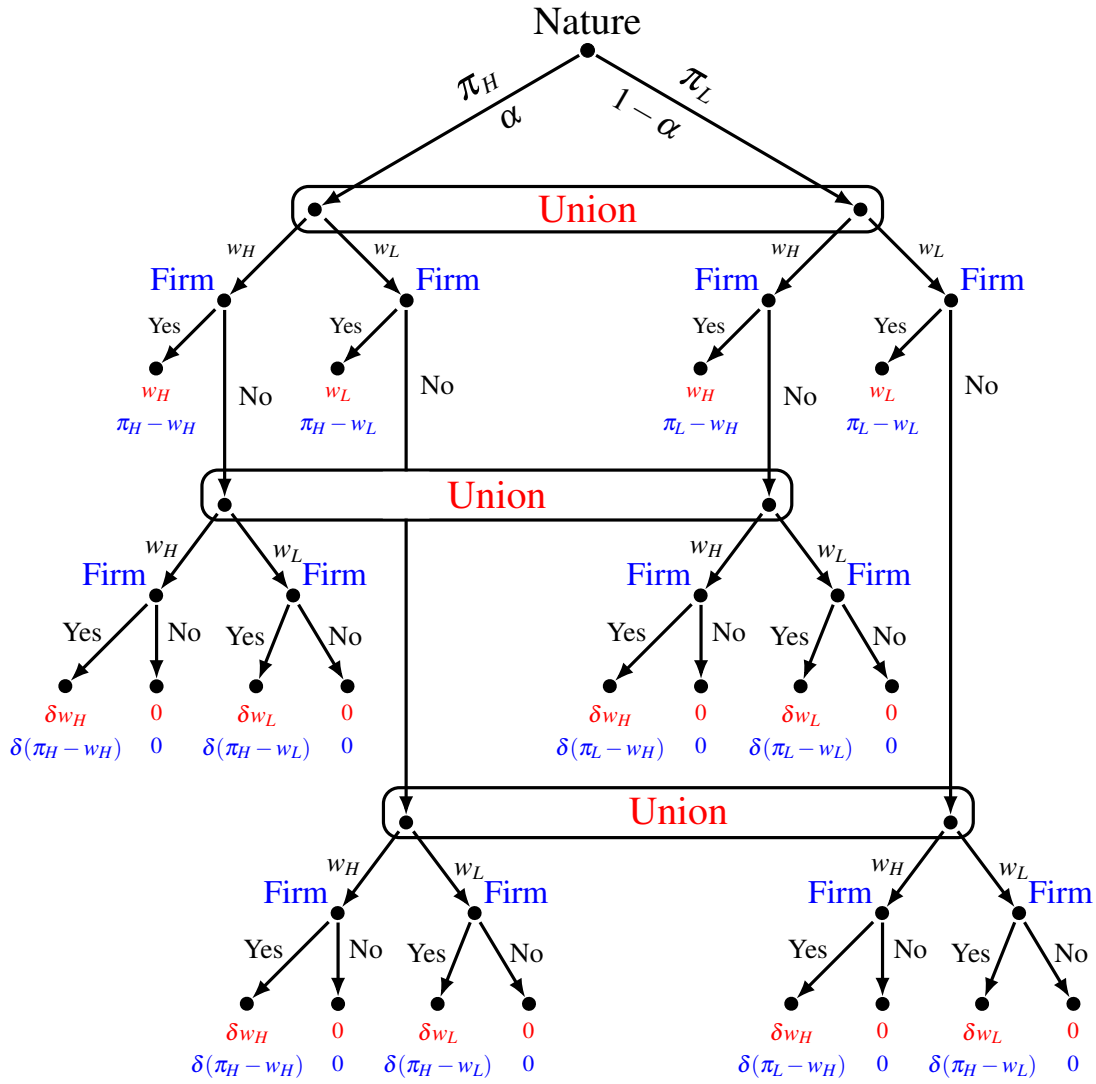 Nature
π_H π_L
α 1 − α
Union
w_H w_L w_H w_L
Firm Firm Firm Firm
Yes Yes Yes Yes
No No No No
w_H w_L w_H w_L
π_H − w_H π_H − w_L π_L − w_H π_L − w_L
Union
w_H w_L w_H w_L
Firm Firm Firm Firm
Yes No Yes No Yes No Yes No
δw_H 0 δw_L 0 δw_H 0 δw_L 0
δ(π_H − w_H) 0 δ(π_H − w_L) 0 δ(π_L − w_H) 0 δ(π_L − w_L) 0
Union
w_H w_L w_H w_L
Firm Firm Firm Firm
Yes No Yes No Yes No Yes No
δw_H 0 δw_L 0 δw_H 0 δw_L 0
δ(π_H − w_H) 0 δ(π_H − w_L) 0 δ(π_L − w_H) 0 δ(π_H − w_L) 0